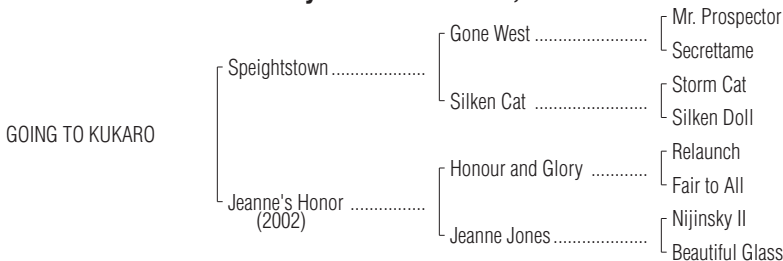 Mr. Prospector
Gone West ........................
Secrettame
Speightstown ....................
Storm Cat
Silken Cat ........................
Silken Doll
GOING TO KUKARO
Relaunch
Honour and Glory ............
Fair to All
Jeanne's Honor ................
(2002)
Nijinsky II
Jeanne Jones ....................
Beautiful Glass